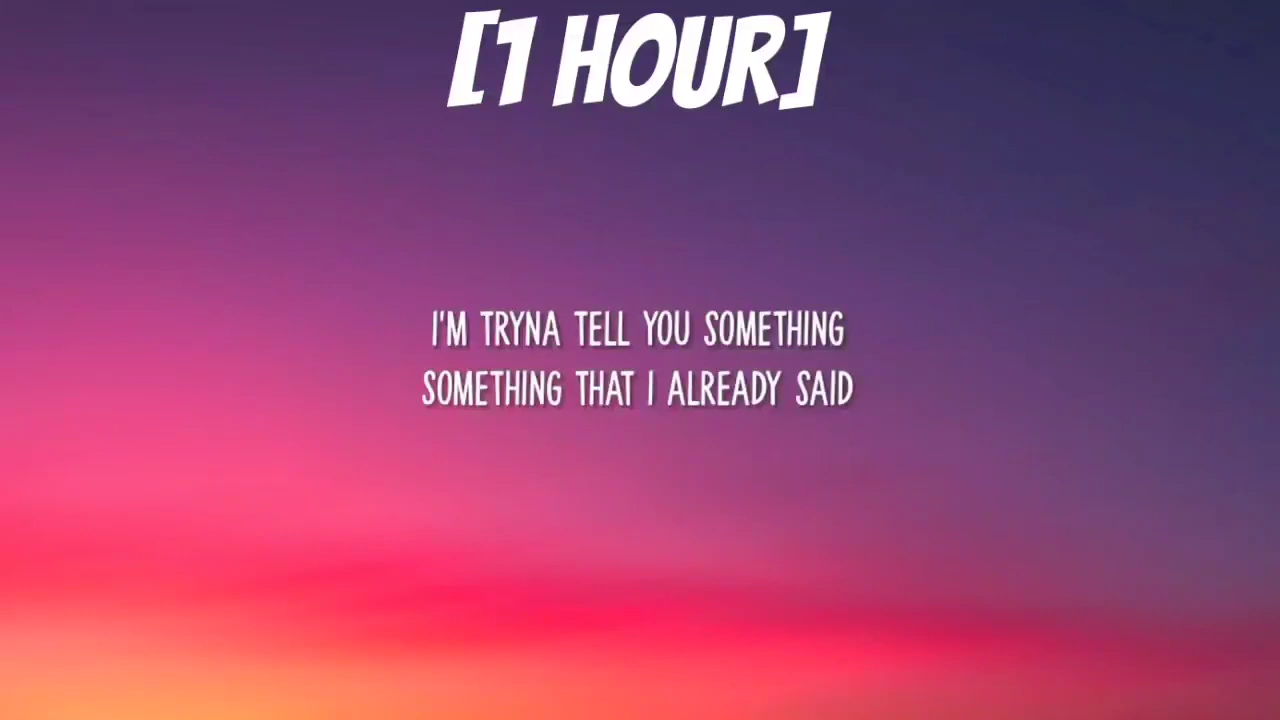 [1 HOUR]
I'M TRYNA TELL YOU SOMETHING
SOMETHING THAT I ALREADY SAID